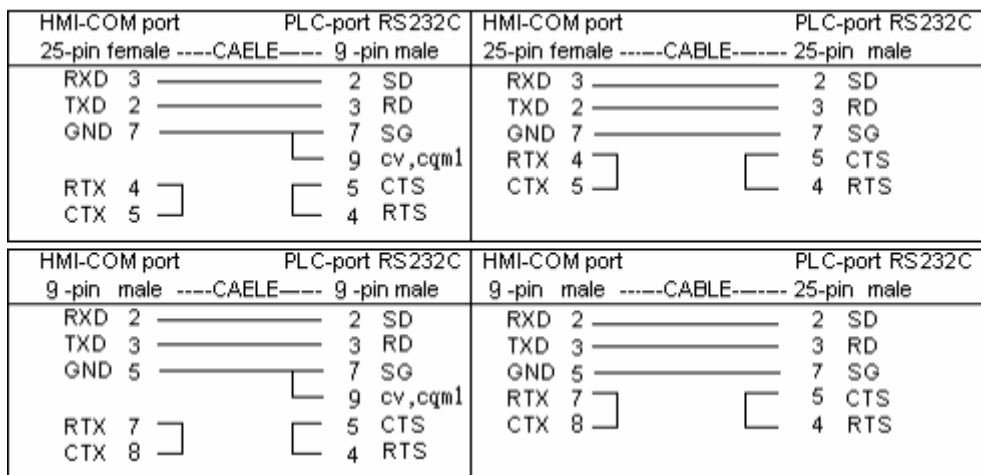 HMI-COM port PLC-port RS232C
25-pin female -----CAELE------ 9 -pin male
RXD 3 2 SD
TXD 2 3 RD
GND 7 7 SG
9 cv,cqm1
RTX 4 5 CTS
CTX 5 4 RTS
HMI-COM port PLC-port RS232C
25-pin female ------CABLE------- 25-pin male
RXD 3 2 SD
TXD 2 3 RD
GND 7 7 SG
RTX 4 5 CTS
CTX 5 4 RTS
HMI-COM port PLC-port RS232C
9 -pin male -----CAELE------ 9 -pin male
RXD 2 2 SD
TXD 3 3 RD
GND 5 7 SG
9 cv,cqm1
RTX 7 5 CTS
CTX 8 4 RTS
HMI-COM port PLC-port RS232C
9 -pin male ------CABLE------- 25-pin male
RXD 2 2 SD
TXD 3 3 RD
GND 5 7 SG
RTX 7 5 CTS
CTX 8 4 RTS